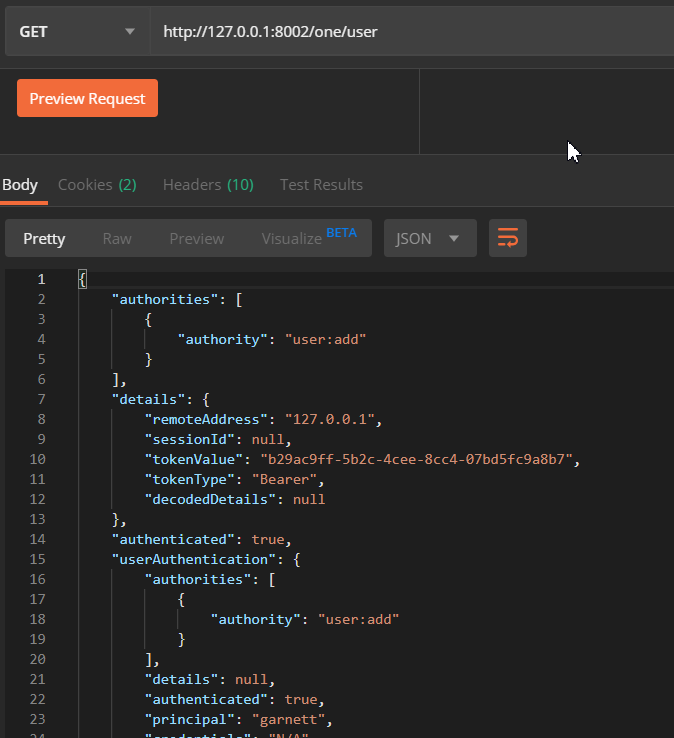 GET http://127.0.0.1:8002/one/user
Preview Request
Body Cookies (2) Headers (10) Test Results
Pretty Raw Preview Visualize BETA JSON
1 {
2 "authorities": [
3 {
4 "authority": "user:add"
5 }
6 ],
7 "details": {
8 "remoteAddress": "127.0.0.1",
9 "sessionId": null,
10 "tokenValue": "b29ac9ff-5b2c-4cee-8cc4-07bd5fc9a8b7",
11 "tokenType": "Bearer",
12 "decodedDetails": null
13 },
14 "authenticated": true,
15 "userAuthentication": {
16 "authorities": [
17 {
18 "authority": "user:add"
19 }
20 ],
21 "details": null,
22 "authenticated": true,
23 "principal": "garnett",
24 "credentials": "N/A"